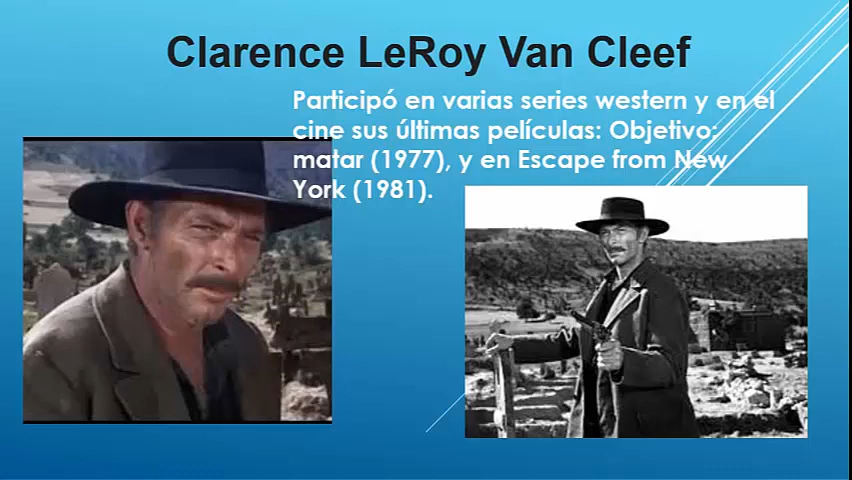 Clarence LeRoy Van Cleef
Participó en varias series western y en el
cine sus últimas películas: Objetivo:
matar (1977), y en Escape from New
York (1981).